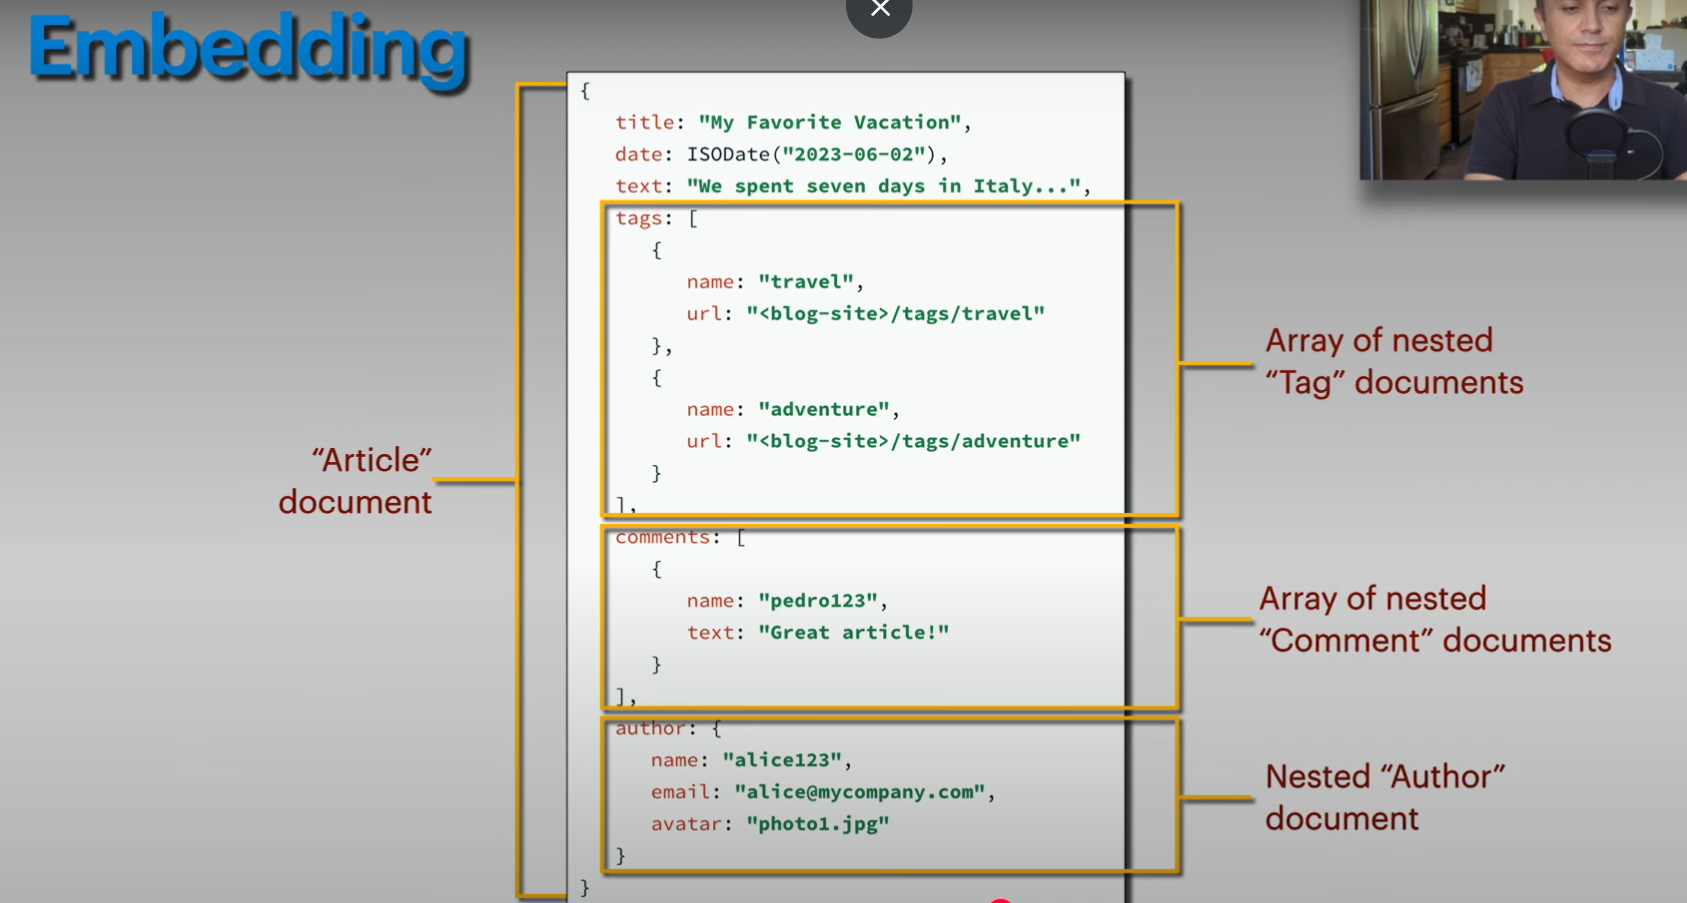 Embedding
{
title: "My Favorite Vacation",
date: ISODate("2023-06-02"),
text: "We spent seven days in Italy...",
tags: [
{
name: "travel",
url: "<blog-site>/tags/travel"
},
{
name: "adventure",
url: "<blog-site>/tags/adventure"
}
],
comments: [
{
name: "pedro123",
text: "Great article!"
}
],
author: {
name: "alice123",
email: "alice@mycompany.com",
avatar: "photo1.jpg"
}
}
“Article”
document
Array of nested
“Tag” documents
Array of nested
“Comment” documents
Nested “Author”
document